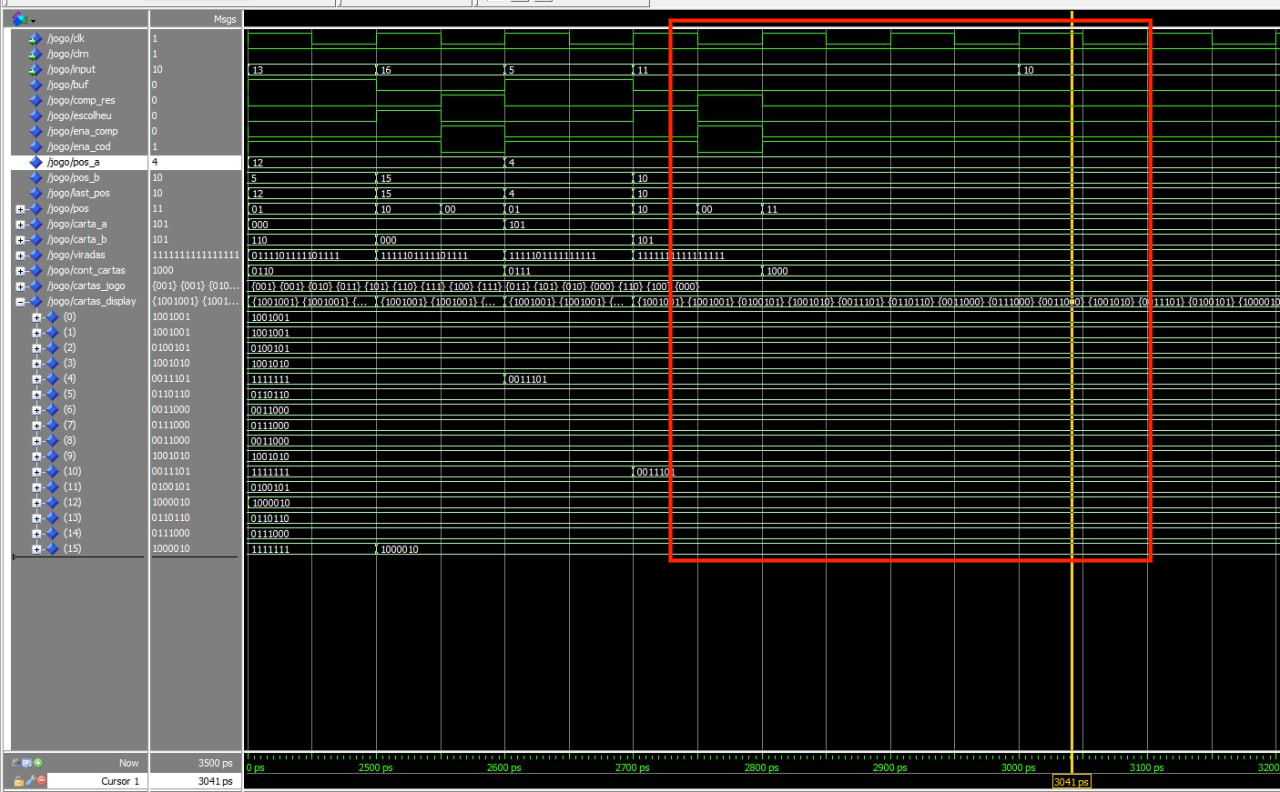 Msgs
/jogo/clk 1
/jogo/clrn 1
/jogo/input 10 13 16 5 11 10
/jogo/buf 0
/jogo/comp_res 0
/jogo/escolheu 0
/jogo/ena_comp 0
/jogo/ena_cod 1
/jogo/pos_a 4 12 4
/jogo/pos_b 10 5 15 10
/jogo/last_pos 10 12 15 4 10
/jogo/pos 11 01 10 00 01 10 00 11
/jogo/carta_a 101 000 101
/jogo/carta_b 101 110 000 101
/jogo/viradas 1111111111111111 0111101111101111 1111101111101111 1111101111111111 1111111111111111
/jogo/cont_cartas 1000 0110 0111 1000
/jogo/cartas_jogo {001} {001} {010... {001} {001} {010} {011} {101} {110} {111} {100} {111} {011} {101} {010} {000} {110} {100} {000}
/jogo/cartas_display {1001001} {1001... {1001001} {1001001} {... {1001001} {1001001} {... {1001001} {1001001} {... {1001001} {1001001} {0100101} {1001010} {0011101} {0110110} {0011000} {0111000} {0011000} {1001010} {0011101} {0100101} {1000010
(0) 1001001 1001001
(1) 1001001 1001001
(2) 0100101 0100101
(3) 1001010 1001010
(4) 0011101 1111111 0011101
(5) 0110110 0110110
(6) 0011000 0011000
(7) 0111000 0111000
(8) 0011000 0011000
(9) 1001010 1001010
(10) 0011101 1111111 0011101
(11) 0100101 0100101
(12) 1000010 1000010
(13) 0110110 0110110
(14) 0111000 0111000
(15) 1000010 1111111 1000010
Now 3500 ps 0 ps 2500 ps 2600 ps 2700 ps 2800 ps 2900 ps 3000 ps 3100 ps 3200
Cursor 1 3041 ps 3041 ps